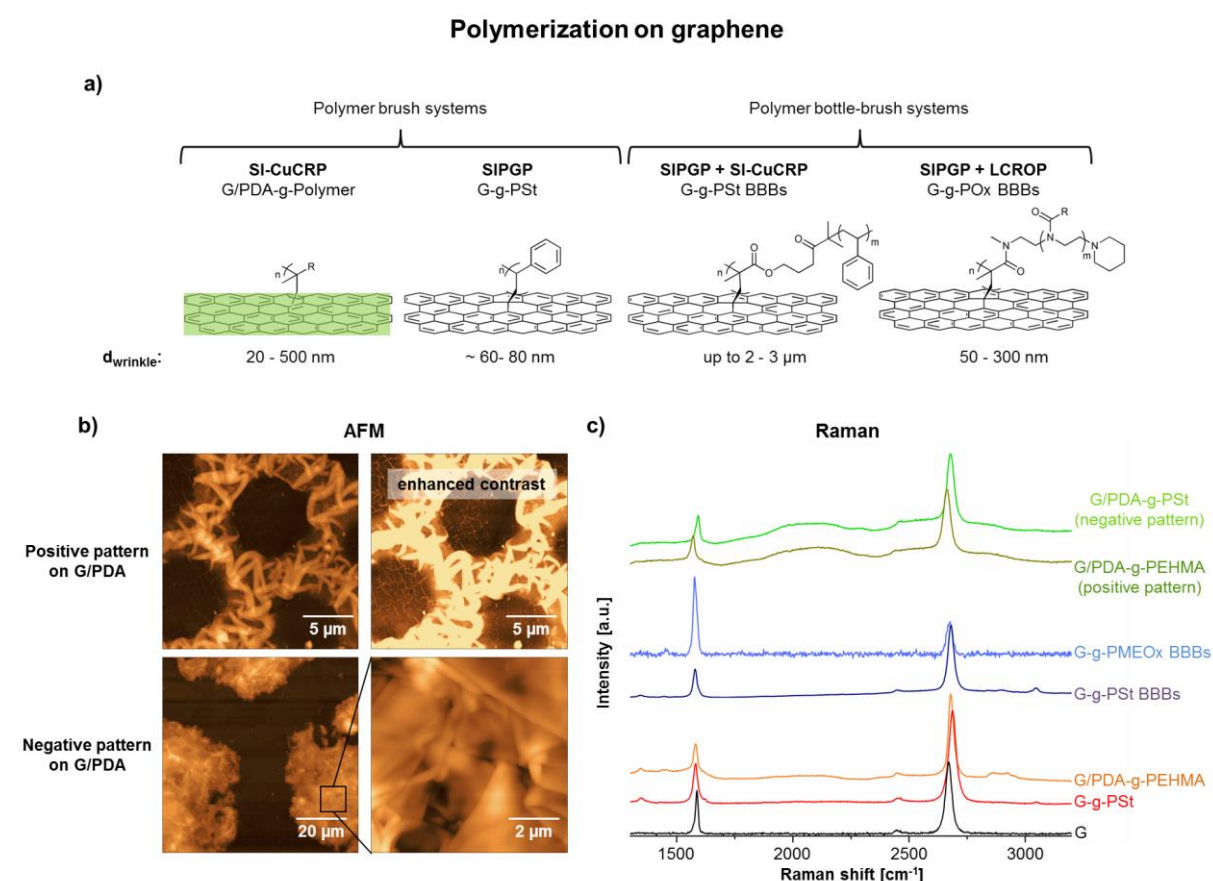 Polymerization on graphene
a)
Polymer brush systems
Polymer bottle-brush systems
SI-CuCRP
G/PDA-g-Polymer
SIPGP
G-g-PSt
SIPGP + SI-CuCRP
G-g-PSt BBBs
SIPGP + LCROP
G-g-POx BBBs
n
R
n
n
O
O
O
m
n
N
O
N
O
R
m
N
d_wrinkle:
20 - 500 nm
~ 60- 80 nm
up to 2 - 3 µm
50 - 300 nm
b)
AFM
Positive pattern
on G/PDA
5 µm
enhanced contrast
5 µm
Negative pattern
on G/PDA
20 µm
2 µm
c)
Raman
Intensity [a.u.]
G/PDA-g-PSt
(negative pattern)
G/PDA-g-PEHMA
(positive pattern)
G-g-PMEOx BBBs
G-g-PSt BBBs
G/PDA-g-PEHMA
G-g-PSt
G
1500 2000 2500 3000
Raman shift [cm⁻¹]